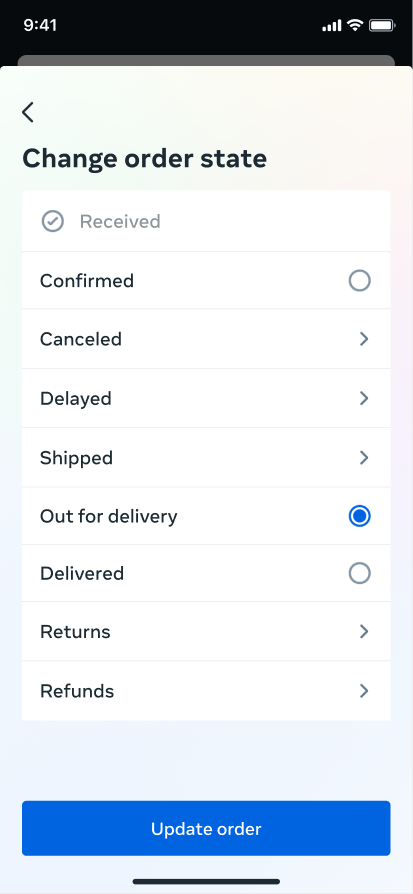 9:41
Change order state
Received
Confirmed
Canceled
Delayed
Shipped
Out for delivery
Delivered
Returns
Refunds
Update order